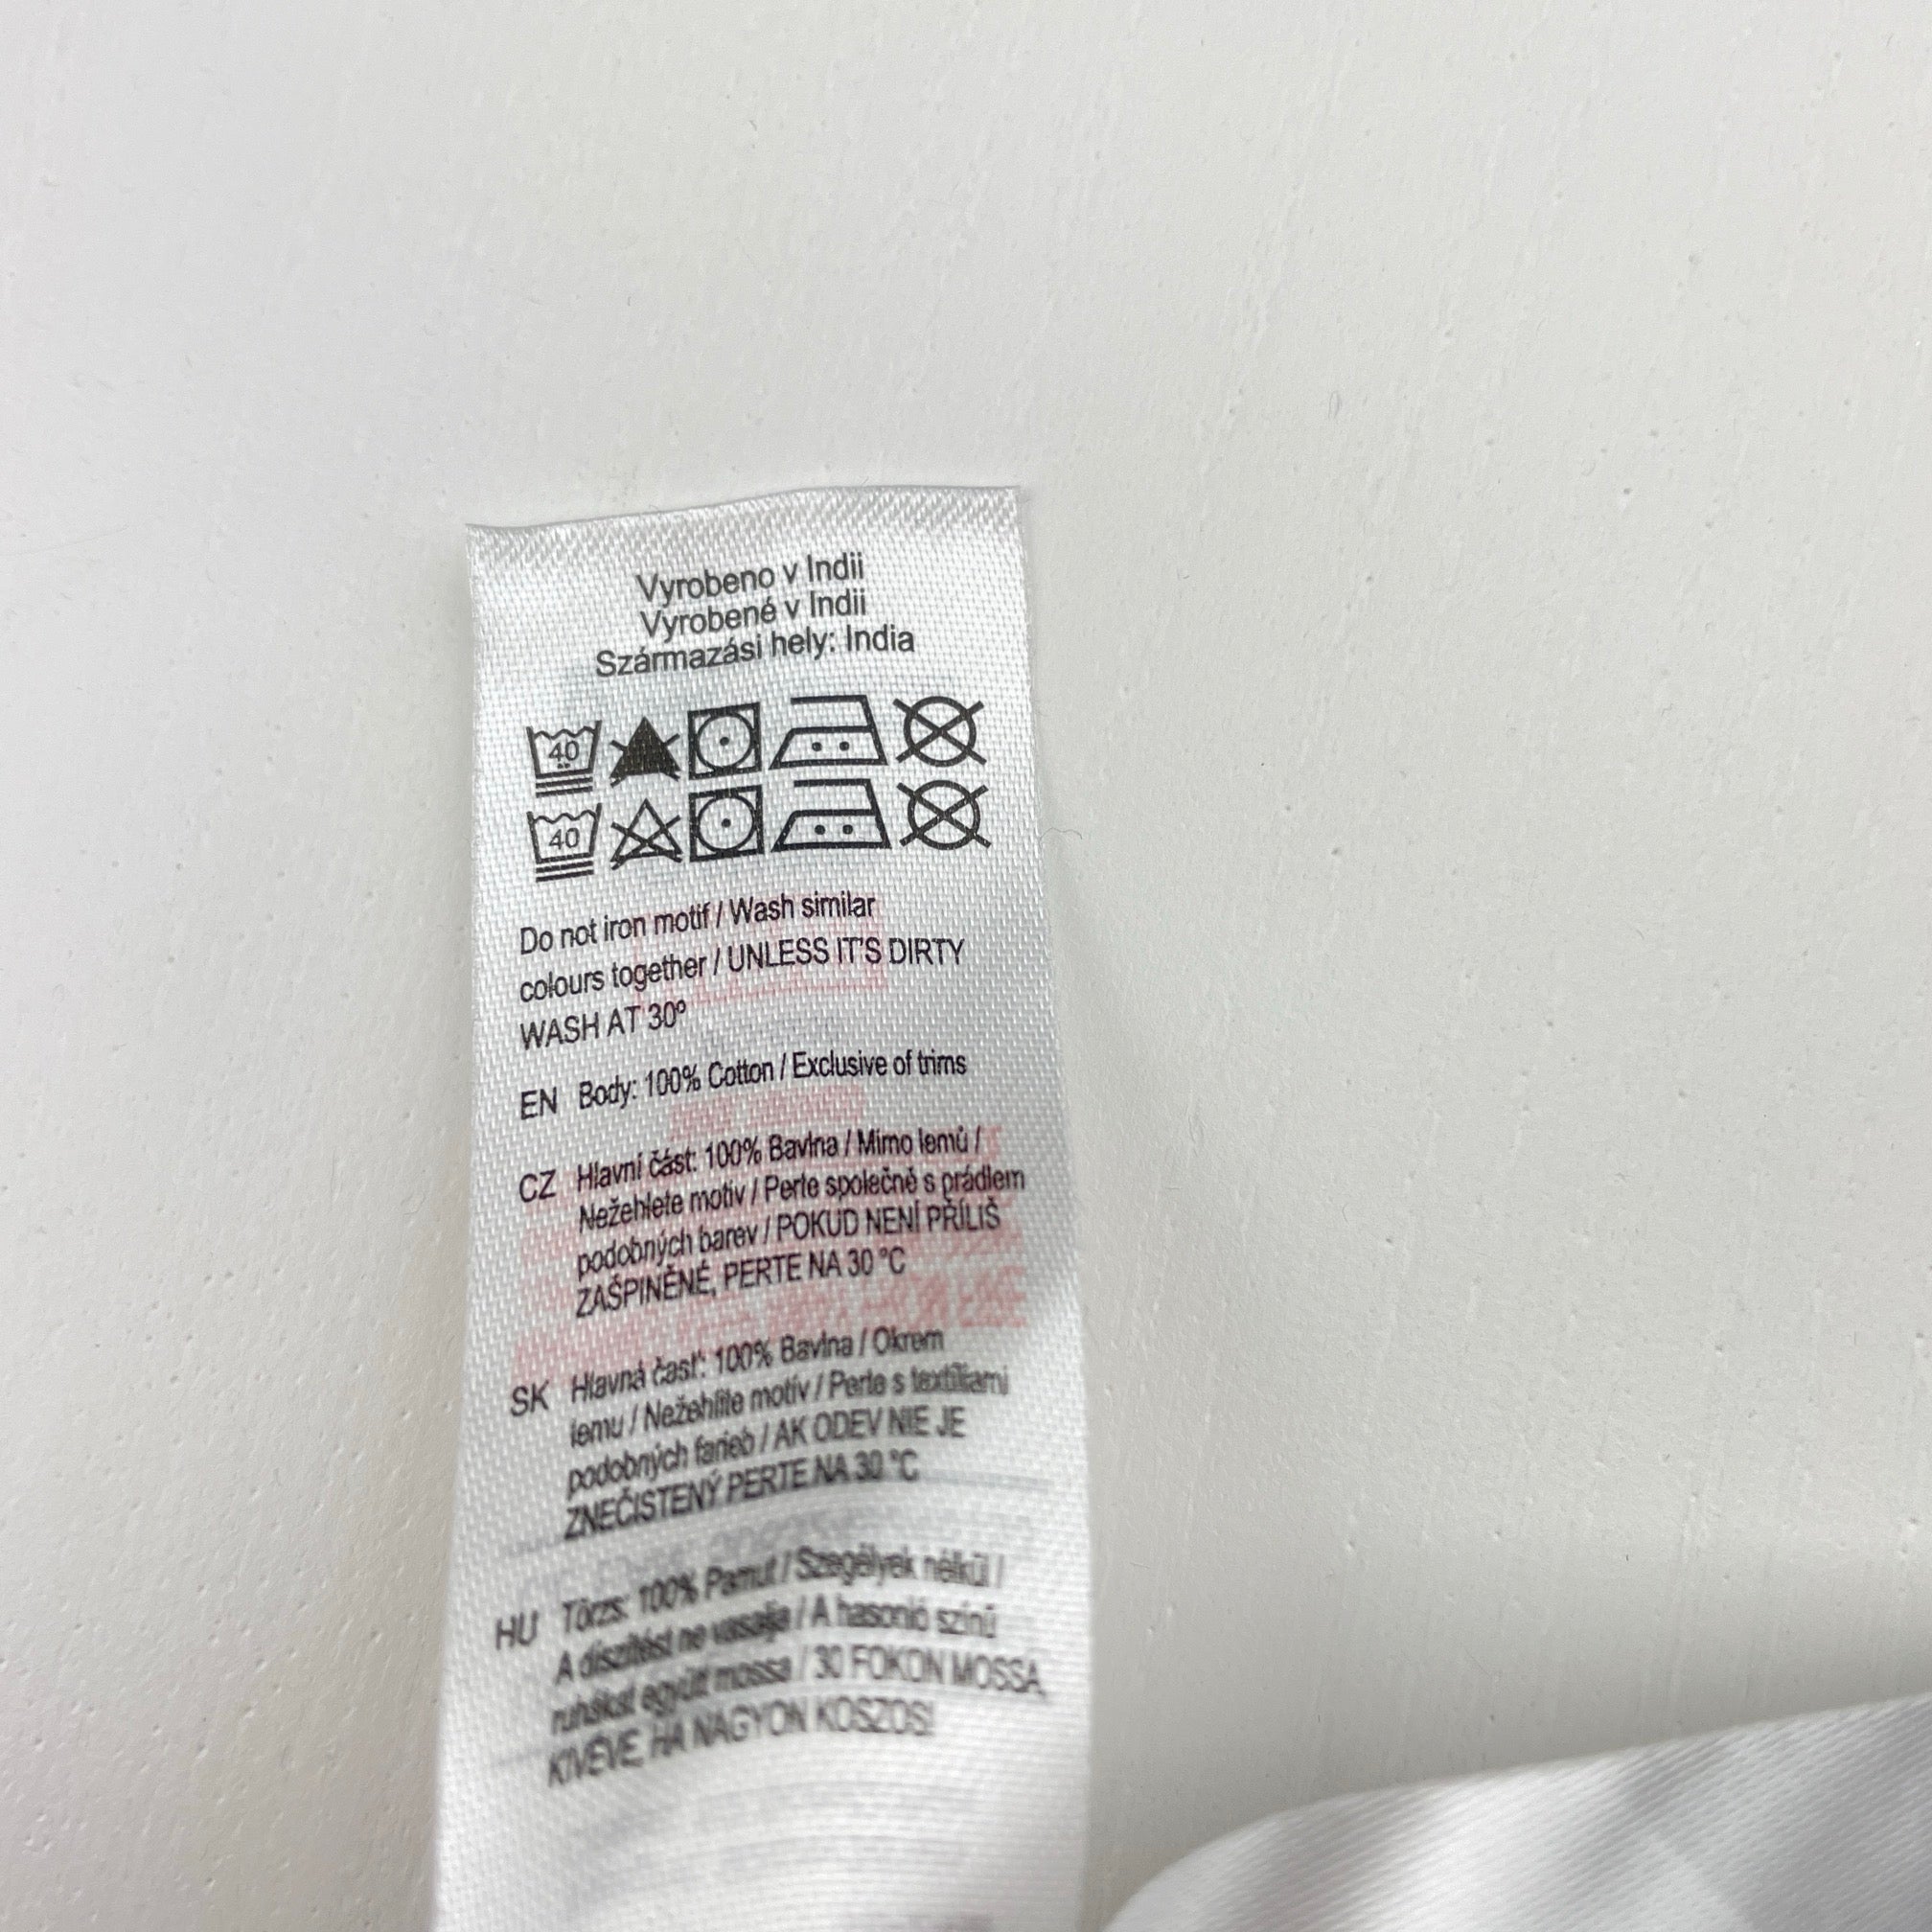 Vyrobeno v Indii
Vyrobené v Indii
Származási hely: India
40
40
Do not iron motif / Wash similar
colours together / UNLESS IT'S DIRTY
WASH AT 30º
EN Body: 100% Cotton / Exclusive of trims
CZ Hlavní část: 100% Bavlna / Mimo lemů /
Nežehlete motiv / Perte společně s prádlem
podobných barev / POKUD NENÍ PŘÍLIŠ
ZAŠPINĚNÉ, PERTE NA 30 °C
SK Hlavná časť: 100% Bavlna / Okrem
lemu / Nežehlite motív / Perte s textíliami
podobných farieb / AK ODEV NIE JE
ZNEČISTENÝ PERTE NA 30 °C
HU Törzs: 100% Pamut / Szegélyek nélkül /
A díszítést ne vasalja / A hasonló színű
ruhákat együtt mossa / 30 FOKON MOSSA,
KIVÉVE, HA NAGYON KOSZOS!